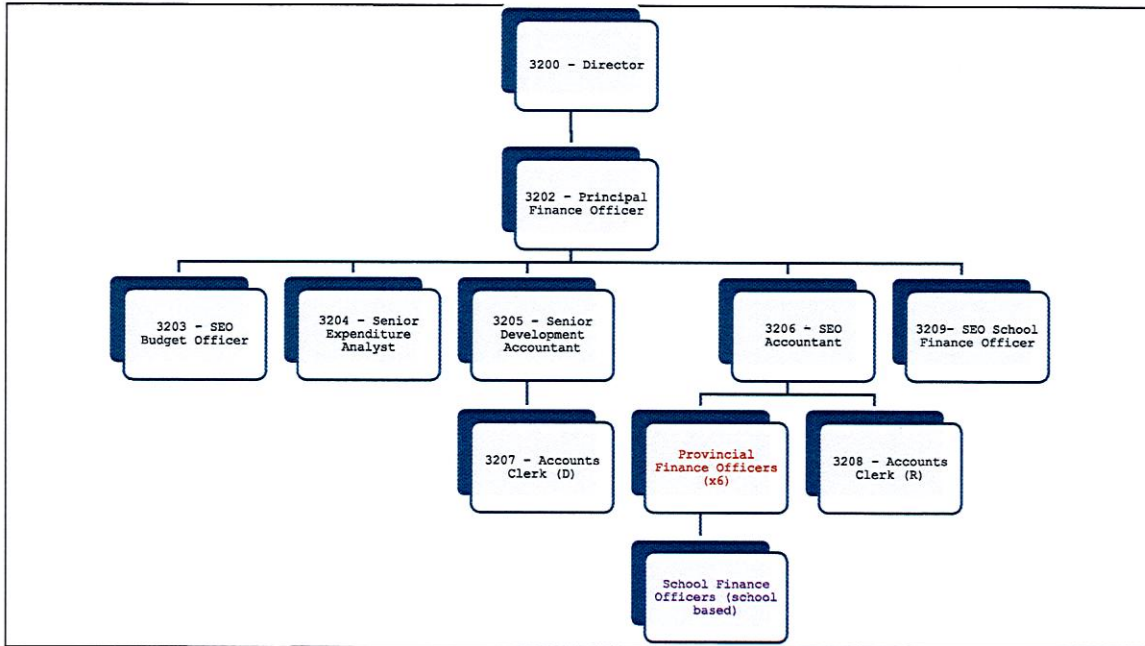 3200 – Director
3202 – Principal
Finance Officer
3203 – SEO
Budget Officer
3204 – Senior
Expenditure
Analyst
3205 – Senior
Development
Accountant
3206 – SEO
Accountant
3209- SEO School
Finance Officer
3207 – Accounts
Clerk (D)
Provincial
Finance Officers
(x6)
3208 – Accounts
Clerk (R)
School Finance
Officers (school
based)